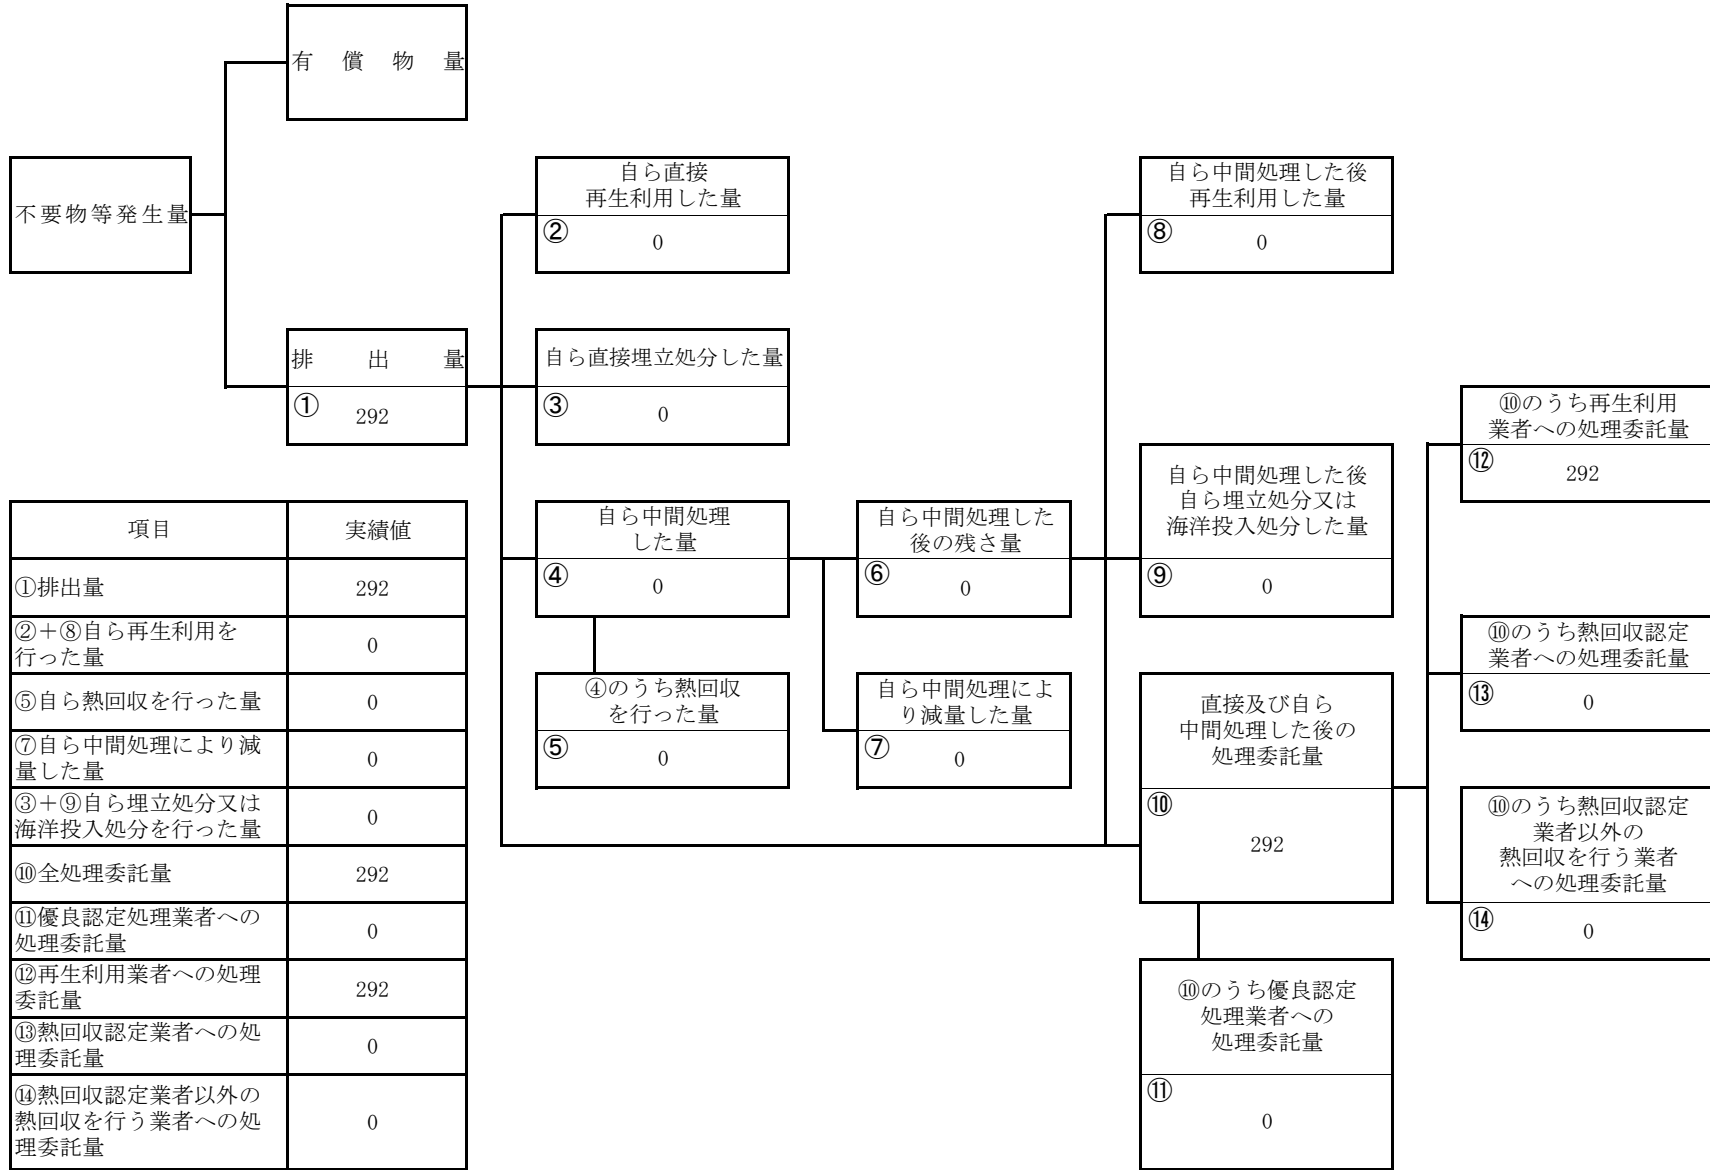 有償物量
不要物等発生量
排出量
①
292
自ら直接
再生利用した量
②
0
自ら直接埋立処分した量
③
0
自ら中間処理
した量
④
0
④のうち熱回収
を行った量
⑤
0
自ら中間処理した
後の残さ量
⑥
0
自ら中間処理によ
り減量した量
⑦
0
自ら中間処理した後
再生利用した量
⑧
0
自ら中間処理した後
自ら埋立処分又は
海洋投入処分した量
⑨
0
直接及び自ら
中間処理した後の
処理委託量
⑩
292
⑩のうち優良認定
処理業者への
処理委託量
⑪
0
⑩のうち再生利用
業者への処理委託量
⑫
292
⑩のうち熱回収認定
業者への処理委託量
⑬
0
⑩のうち熱回収認定
業者以外の
熱回収を行う業者
への処理委託量
⑭
0
項目 実績値
①排出量 292
②＋⑧自ら再生利用を
行った量 0
⑤自ら熱回収を行った量 0
⑦自ら中間処理により減
量した量 0
③＋⑨自ら埋立処分又は
海洋投入処分を行った量 0
⑩全処理委託量 292
⑪優良認定処理業者への
処理委託量 0
⑫再生利用業者への処理
委託量 292
⑬熱回収認定業者への処
理委託量 0
⑭熱回収認定業者以外の
熱回収を行う業者への処
理委託量 0